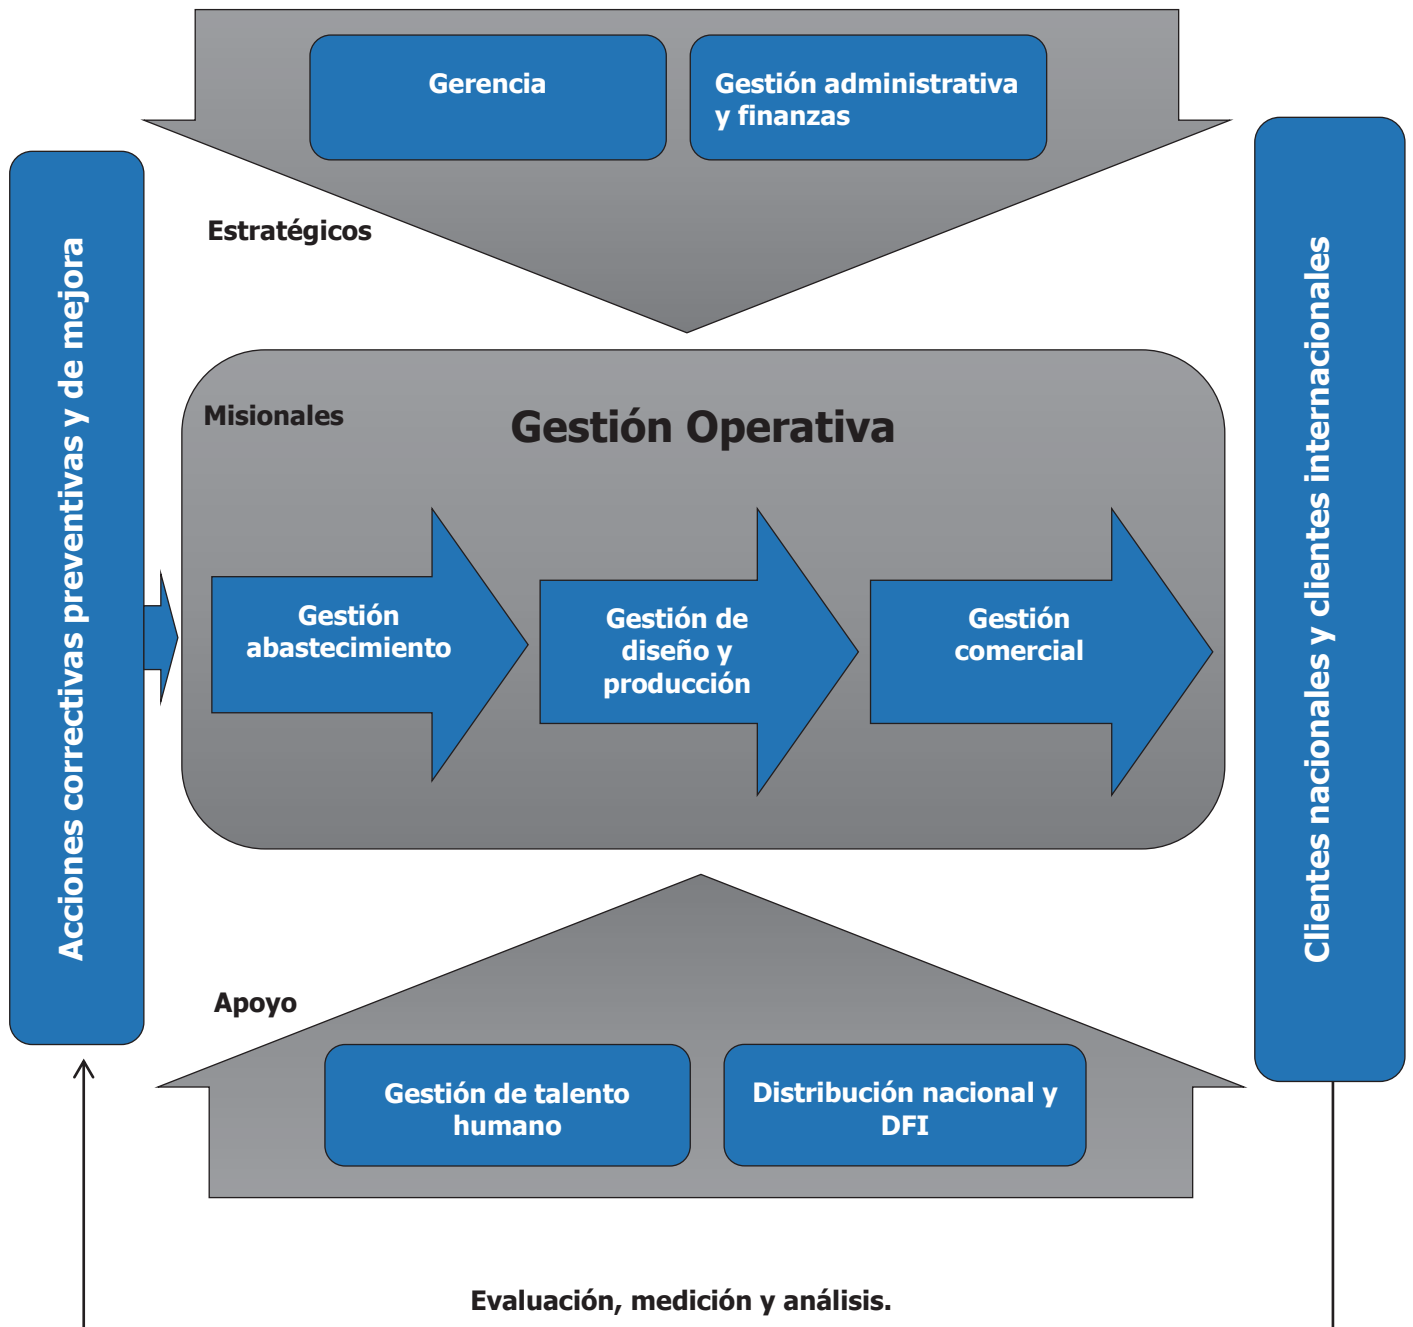 Gerencia
Gestión administrativa
y finanzas
Estratégicos
Acciones correctivas preventivas y de mejora
Misionales
Gestión Operativa
Gestión
abastecimiento
Gestión de
diseño y
producción
Gestión
comercial
Clientes nacionales y clientes internacionales
Apoyo
Gestión de talento
humano
Distribución nacional y
DFI
Evaluación, medición y análisis.